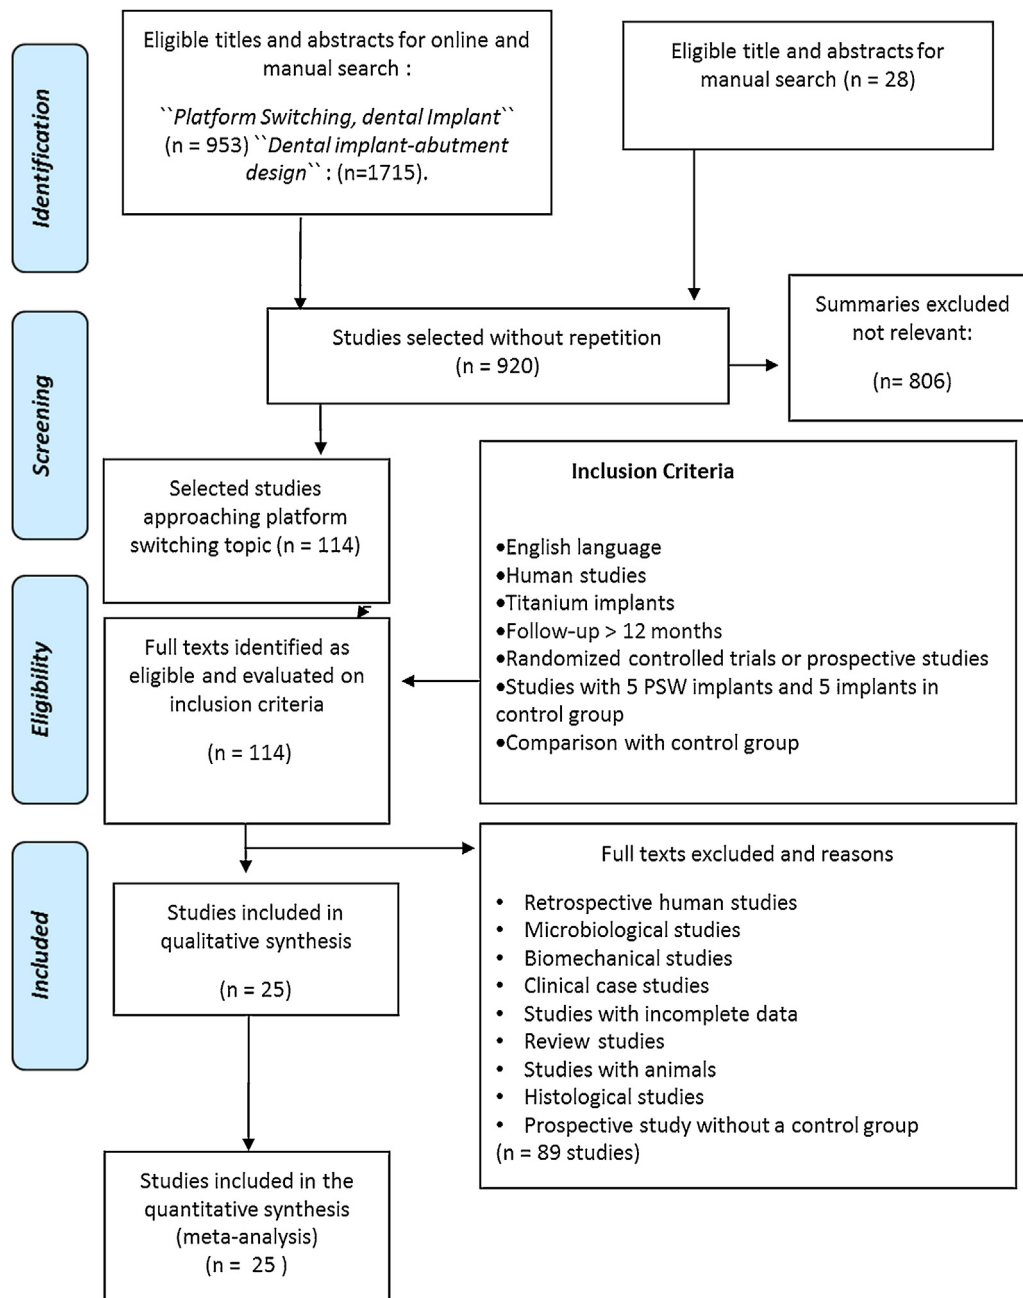 Identification
Eligible titles and abstracts for online and
manual search :
``Platform Switching, dental Implant``
(n = 953) ``Dental implant-abutment
design`` : (n=1715).
Eligible title and abstracts for
manual search (n = 28)
Screening
Studies selected without repetition
(n = 920)
Summaries excluded
not relevant:
(n= 806)
Selected studies
approaching platform
switching topic (n = 114)
Inclusion Criteria
•English language
•Human studies
•Titanium implants
•Follow-up > 12 months
•Randomized controlled trials or prospective studies
•Studies with 5 PSW implants and 5 implants in
control group
•Comparison with control group
Eligibility
Full texts identified as
eligible and evaluated on
inclusion criteria
(n = 114)
Included
Full texts excluded and reasons
• Retrospective human studies
• Microbiological studies
• Biomechanical studies
• Clinical case studies
• Studies with incomplete data
• Review studies
• Studies with animals
• Histological studies
• Prospective study without a control group
(n = 89 studies)
Studies included in
qualitative synthesis
(n = 25)
Studies included in the
quantitative synthesis
(meta-analysis)
(n = 25 )